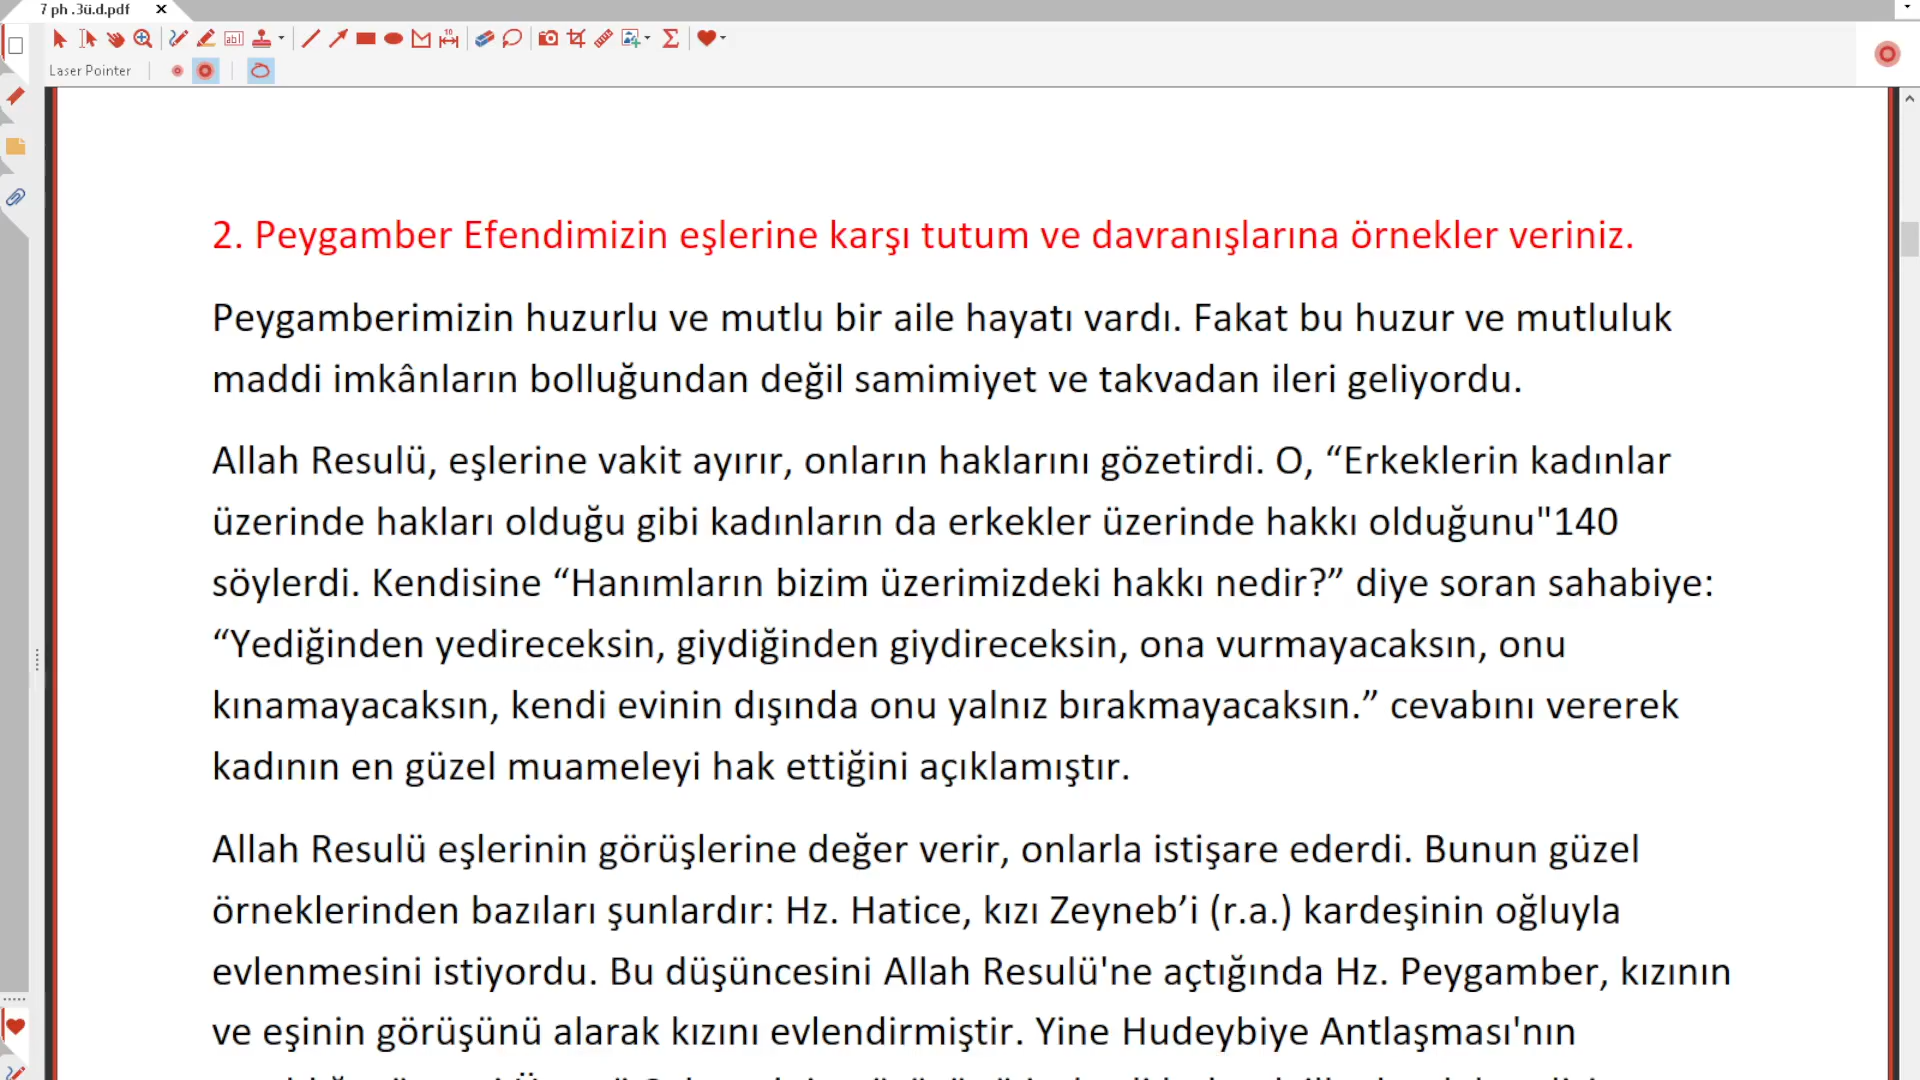 7 ph .3ü.d.pdf
Laser Pointer
2. Peygamber Efendimizin eşlerine karşı tutum ve davranışlarına örnekler veriniz.
Peygamberimizin huzurlu ve mutlu bir aile hayatı vardı. Fakat bu huzur ve mutluluk
maddi imkânların bolluğundan değil samimiyet ve takvadan ileri geliyordu.
Allah Resulü, eşlerine vakit ayırır, onların haklarını gözetirdi. O, “Erkeklerin kadınlar
üzerinde hakları olduğu gibi kadınların da erkekler üzerinde hakkı olduğunu"140
söylerdi. Kendisine “Hanımların bizim üzerimizdeki hakkı nedir?” diye soran sahabiye:
“Yediğinden yedireceksin, giydiğinden giydireceksin, ona vurmayacaksın, onu
kınamayacaksın, kendi evinin dışında onu yalnız bırakmayacaksın.” cevabını vererek
kadının en güzel muameleyi hak ettiğini açıklamıştır.
Allah Resulü eşlerinin görüşlerine değer verir, onlarla istişare ederdi. Bunun güzel
örneklerinden bazıları şunlardır: Hz. Hatice, kızı Zeyneb’i (r.a.) kardeşinin oğluyla
evlenmesini istiyordu. Bu düşüncesini Allah Resulü'ne açtığında Hz. Peygamber, kızının
ve eşinin görüşünü alarak kızını evlendirmiştir. Yine Hudeybiye Antlaşması'nın